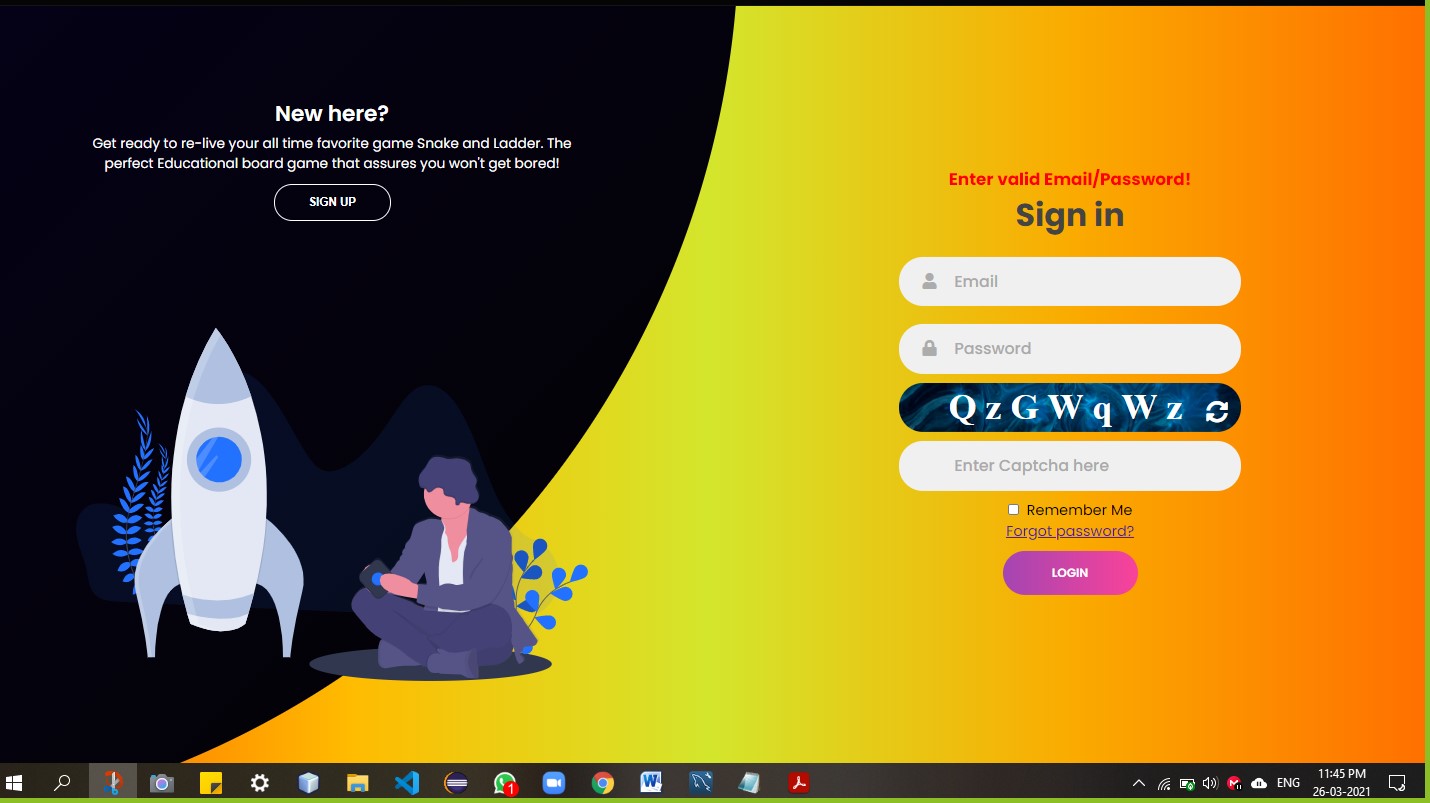 New here?
Get ready to re-live your all time favorite game Snake and Ladder. The
perfect Educational board game that assures you won't get bored!
SIGN UP
Enter valid Email/Password!
Sign in
Email
Password
Q z G W q W z
Enter Captcha here
Remember Me
Forgot password?
LOGIN
1
W
ENG
11:45 PM
26-03-2021